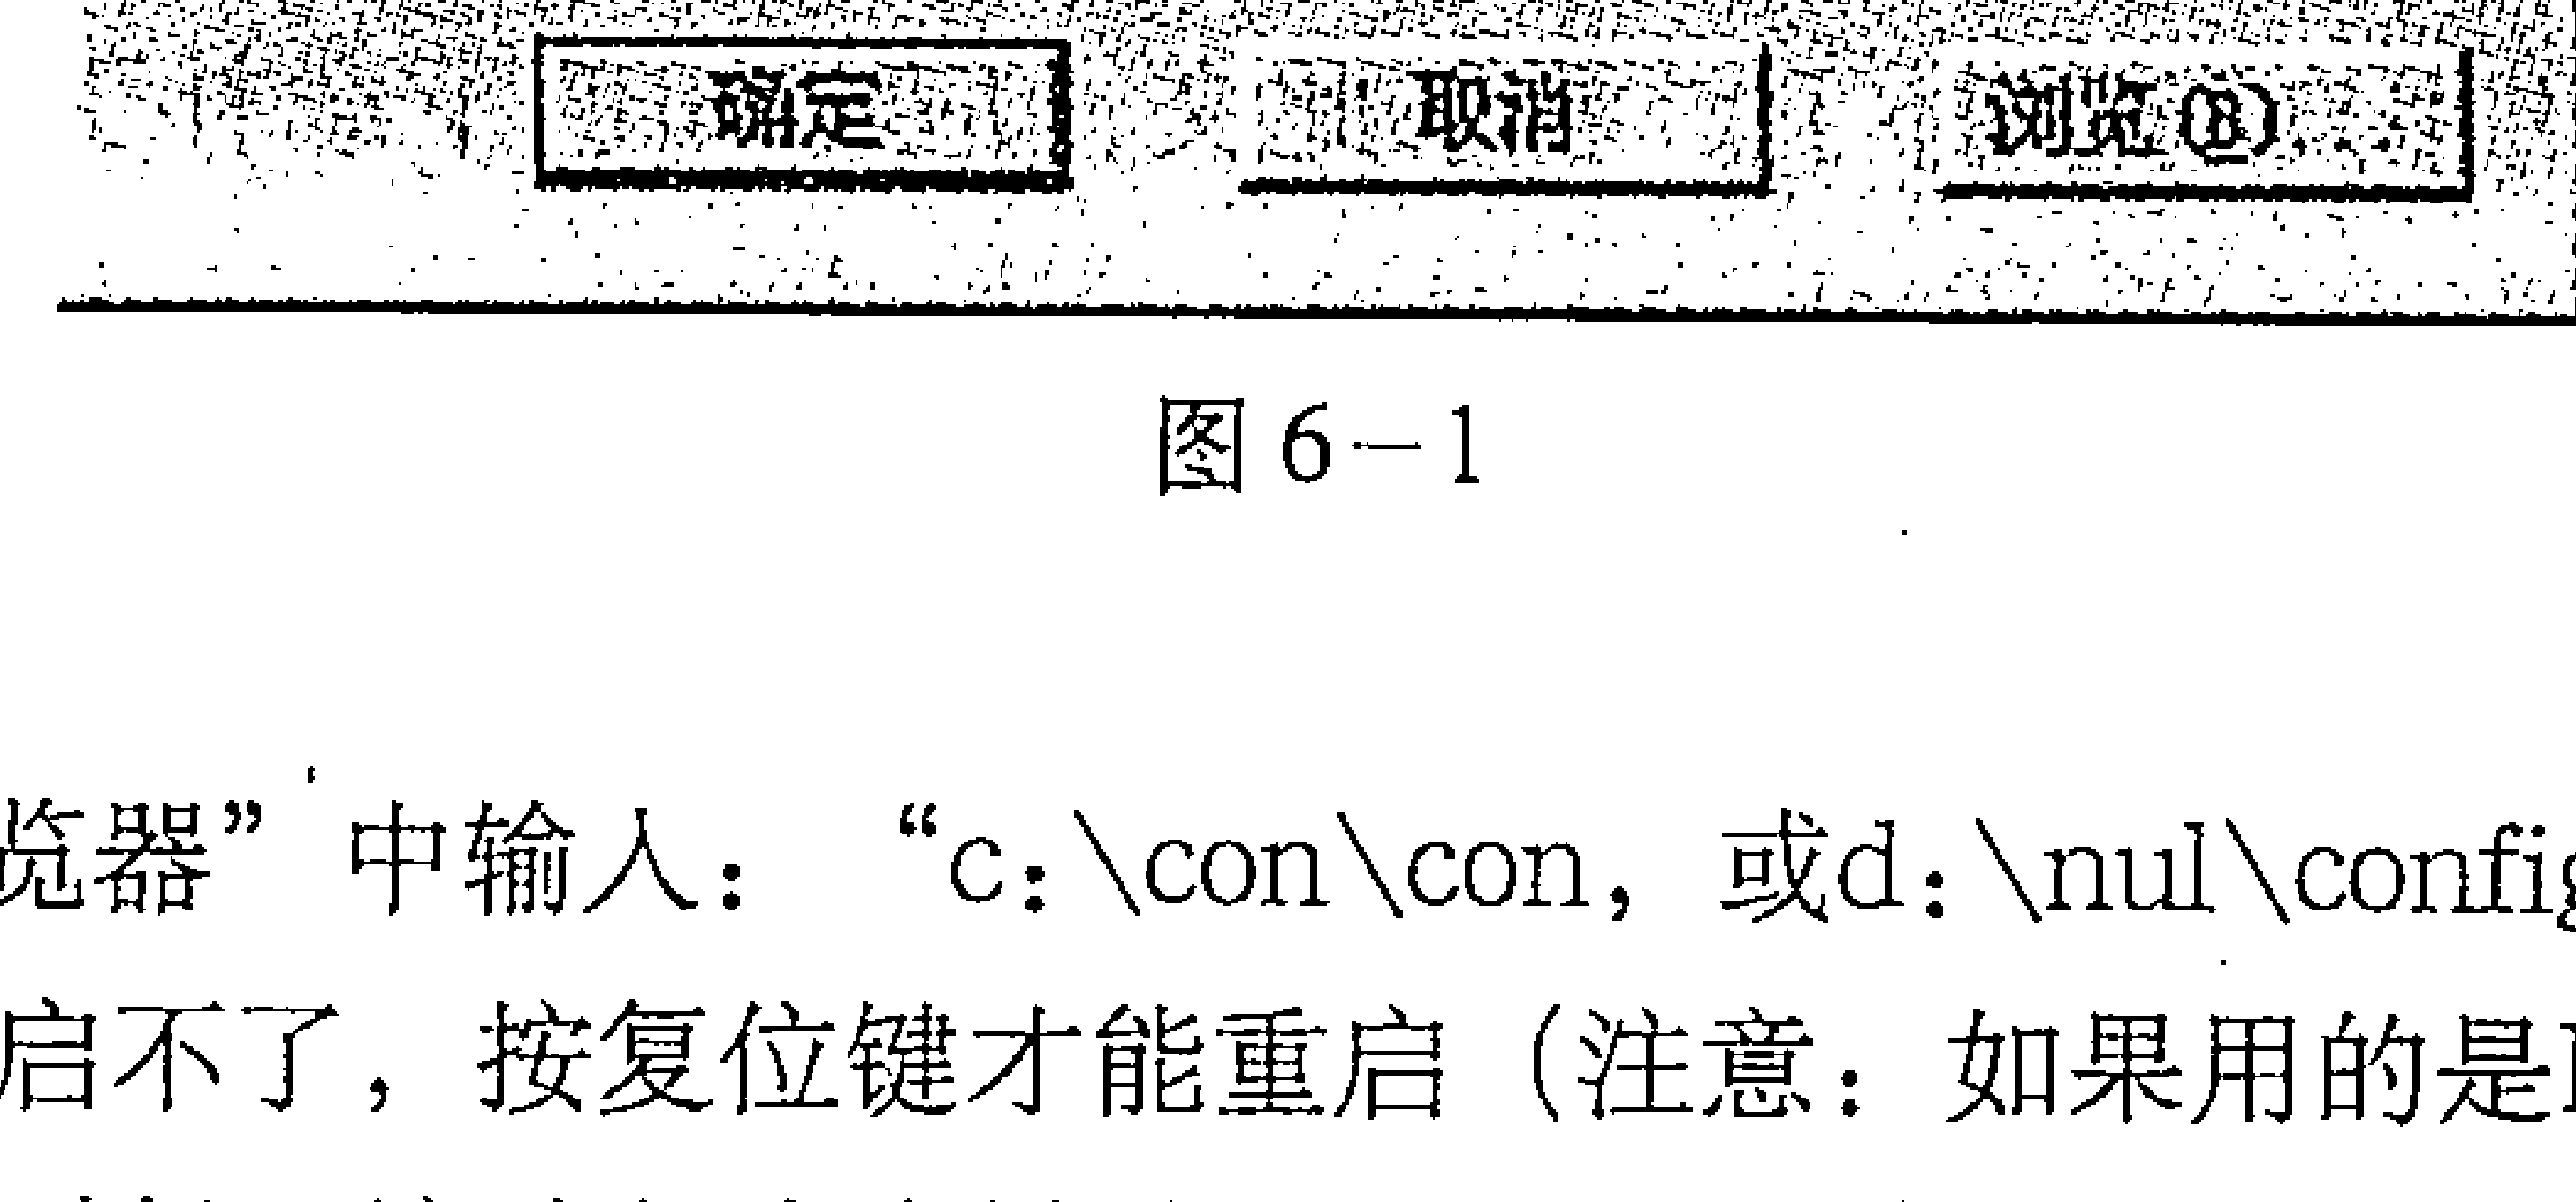 确定 取消 浏览(B)...
图 6-1
览器”中输入：“c:\con\con，或d:\nul\config
启不了，按复位键才能重启（注意：如果用的是